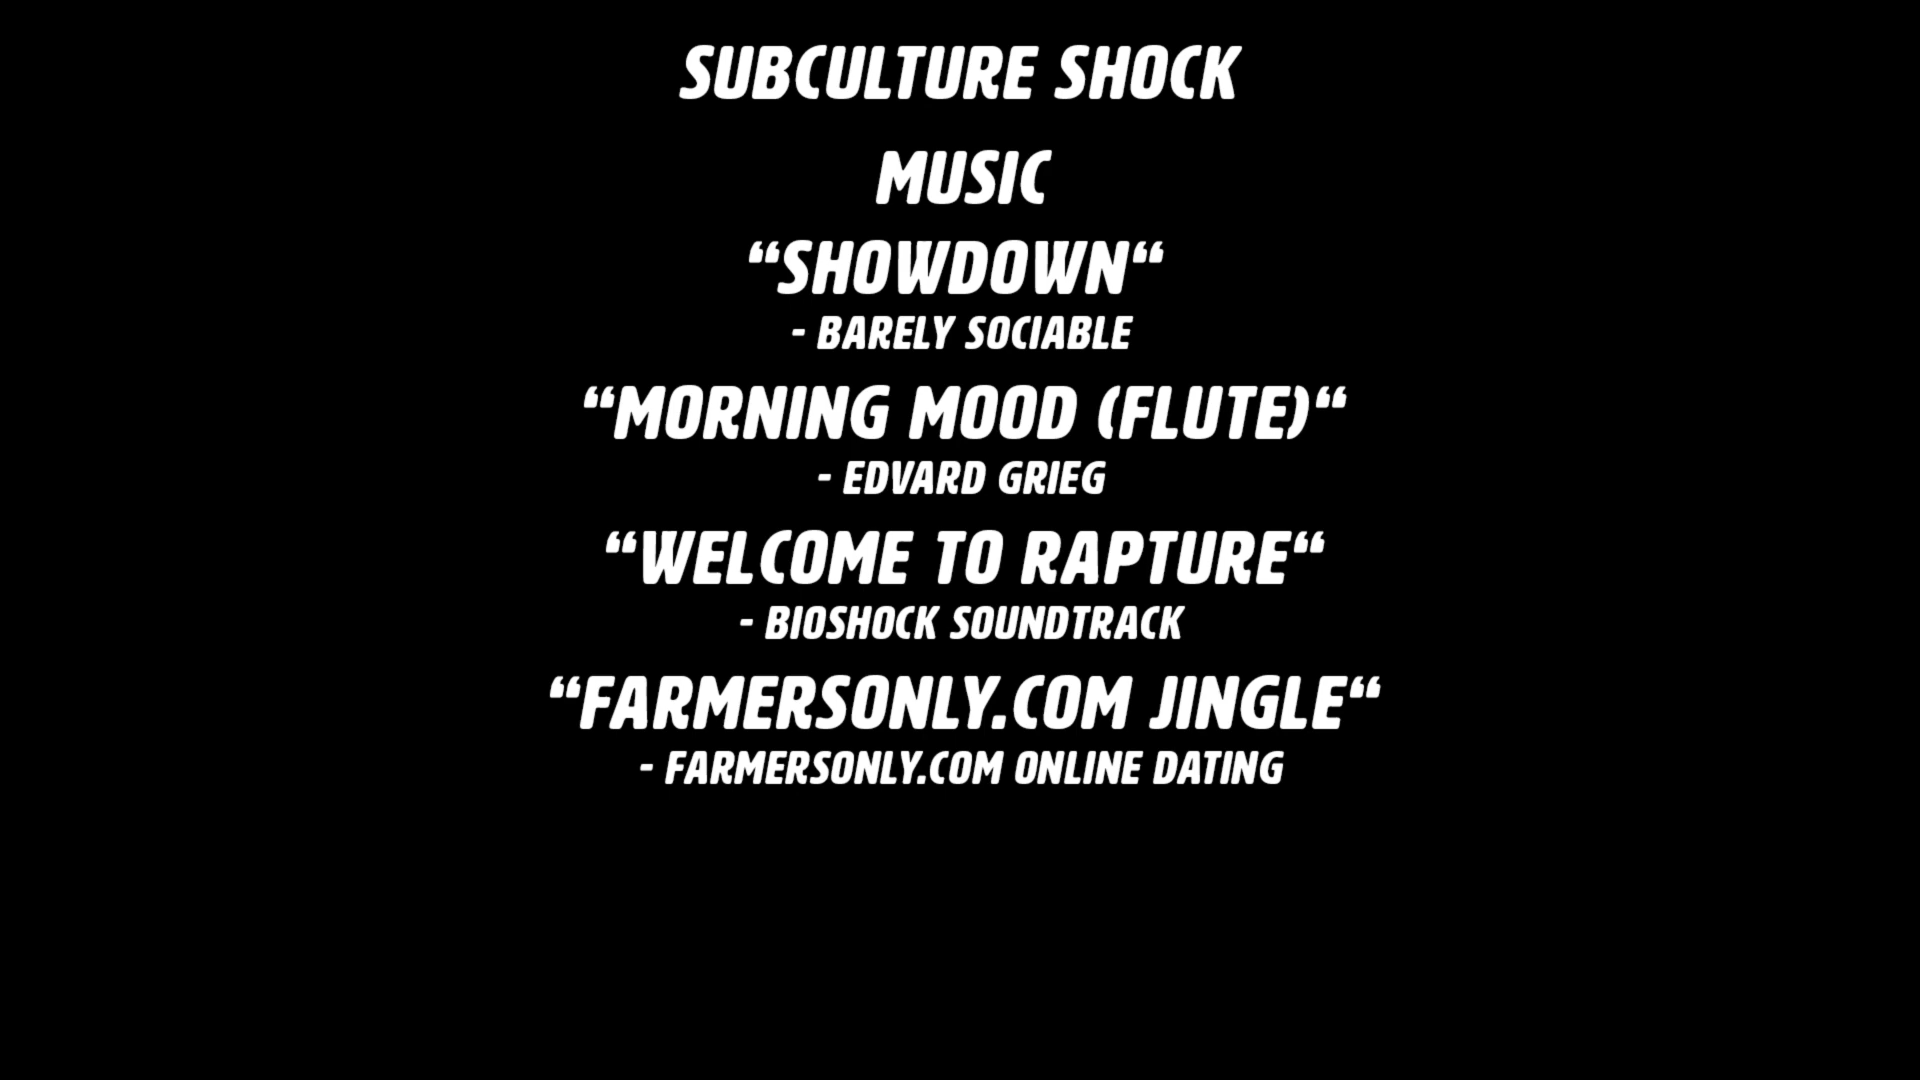 SUBCULTURE SHOCK
MUSIC
“SHOWDOWN“
- BARELY SOCIABLE
“MORNING MOOD (FLUTE)“
- EDVARD GRIEG
“WELCOME TO RAPTURE“
- BIOSHOCK SOUNDTRACK
“FARMERSONLY.COM JINGLE“
- FARMERSONLY.COM ONLINE DATING